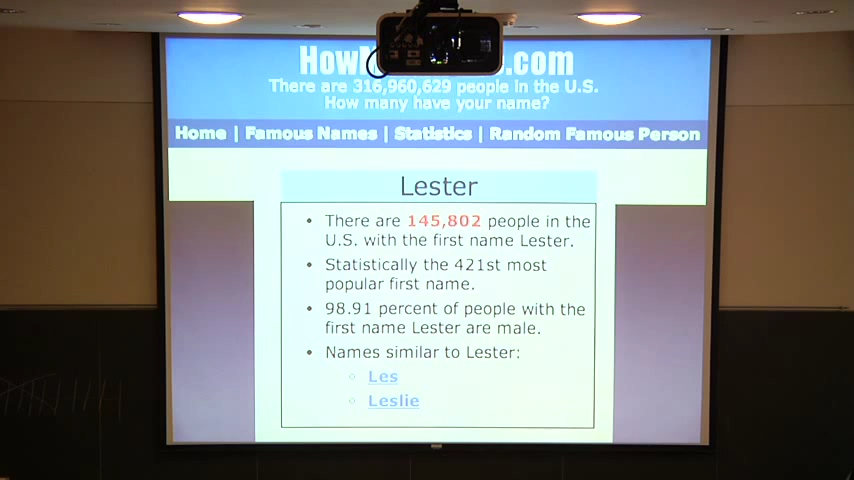 There are 316,960,629 people in the U.S.
How many have your name?
Home | Famous Names | Statistics | Random Famous Person
Lester
• There are 145,802 people in the
U.S. with the first name Lester.
• Statistically the 421st most
popular first name.
• 98.91 percent of people with the
first name Lester are male.
• Names similar to Lester:
◦ Les
◦ Leslie